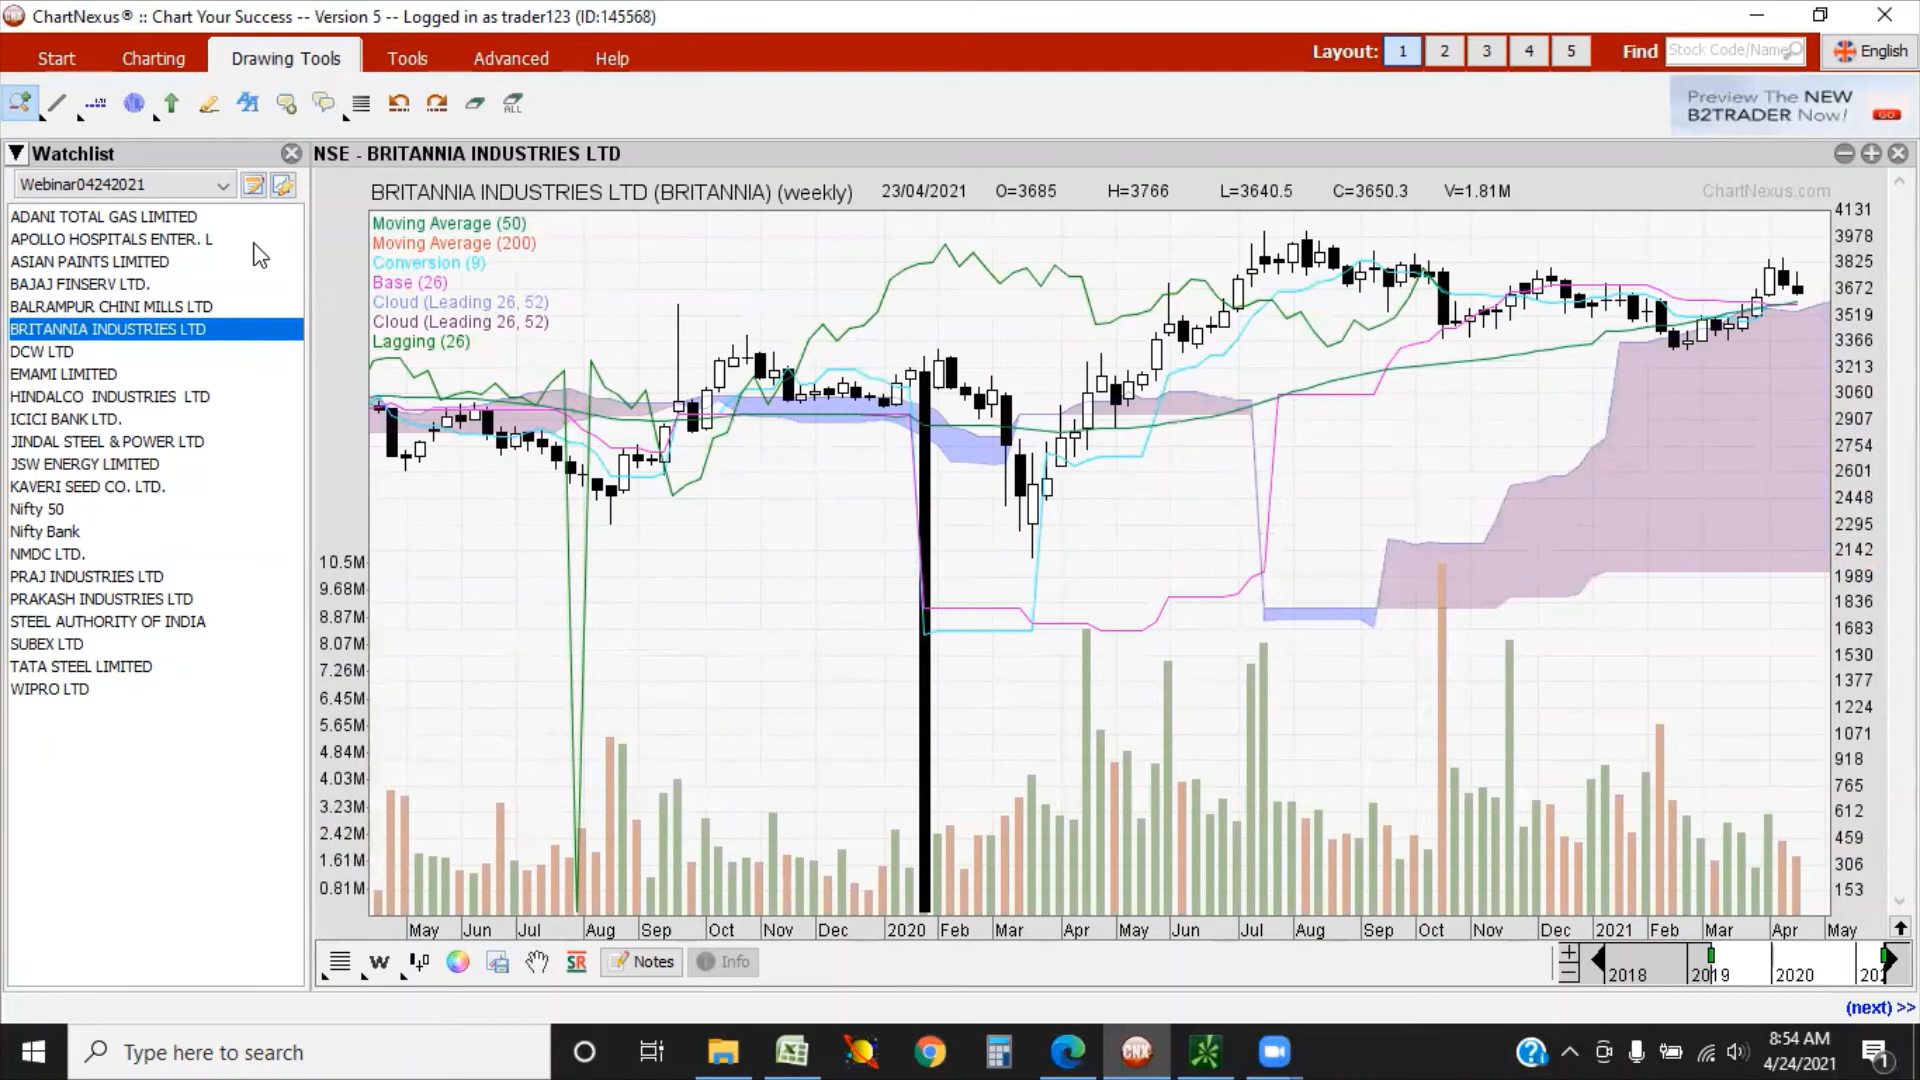 ChartNexus® :: Chart Your Success -- Version 5 -- Logged in as trader123 (ID:145568)
Start Charting Drawing Tools Tools Advanced Help Layout: 1 2 3 4 5 Find Stock Code/Name English
ALL
Preview The NEW
B2TRADER Now! GO
Watchlist
Webinar04242021
ADANI TOTAL GAS LIMITED
APOLLO HOSPITALS ENTER. L
ASIAN PAINTS LIMITED
BAJAJ FINSERV LTD.
BALRAMPUR CHINI MILLS LTD
BRITANNIA INDUSTRIES LTD
DCW LTD
EMAMI LIMITED
HINDALCO INDUSTRIES LTD
ICICI BANK LTD.
JINDAL STEEL & POWER LTD
JSW ENERGY LIMITED
KAVERI SEED CO. LTD.
Nifty 50
Nifty Bank
NMDC LTD.
PRAJ INDUSTRIES LTD
PRAKASH INDUSTRIES LTD
STEEL AUTHORITY OF INDIA
SUBEX LTD
TATA STEEL LIMITED
WIPRO LTD
NSE - BRITANNIA INDUSTRIES LTD
BRITANNIA INDUSTRIES LTD (BRITANNIA) (weekly) 23/04/2021 O=3685 H=3766 L=3640.5 C=3650.3 V=1.81M ChartNexus.com
Moving Average (50)
Moving Average (200)
Conversion (9)
Base (26)
Cloud (Leading 26, 52)
Cloud (Leading 26, 52)
Lagging (26)
4131
3978
3825
3672
3519
3366
3213
3060
2907
2754
2601
2448
2295
2142
1989
1836
1683
1530
1377
1224
1071
918
765
612
459
306
153
10.5M
9.68M
8.87M
8.07M
7.26M
6.45M
5.65M
4.84M
4.03M
3.23M
2.42M
1.61M
0.81M
May Jun Jul Aug Sep Oct Nov Dec 2020 Feb Mar Apr May Jun Jul Aug Sep Oct Nov Dec 2021 Feb Mar Apr May
W SR Notes Info
2018 2019 2020 202
(next) >>
Type here to search
CNX
8:54 AM
4/24/2021
1